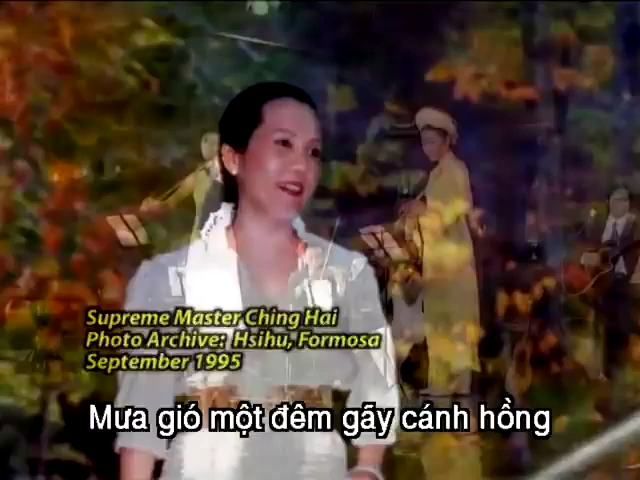 Supreme Master Ching Hai
Photo Archive: Hsihu, Formosa
September 1995
Mưa gió một đêm gãy cánh hồng